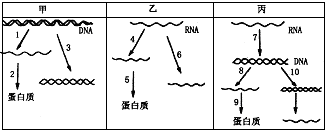 甲 乙 丙
DNA RNA RNA
1 3 4 6 7
DNA
2 5 8 10
9
蛋白质 蛋白质 蛋白质